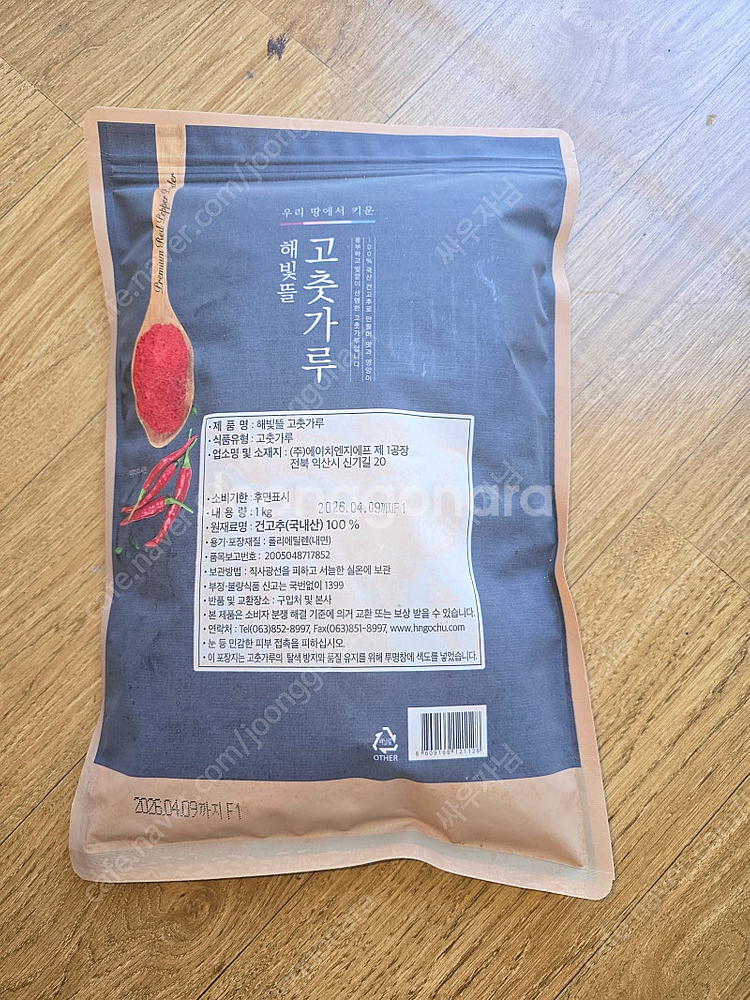 Premium Red Pepper
우리 땅에서 키운
해빛뜰
고춧가루
100% 국산 건고추로 만들며 맛과 영양이
풍부하고 빛깔이 선명한 고춧가루입니다
• 제 품 명 : 해빛뜰 고춧가루
• 식품유형 : 고춧가루
• 업소명 및 소재지 : (주)에이치엔지에프 제 1공장
전북 익산시 신기길 20
• 소비기한 : 후면표시
• 내 용 량 : 1 kg
2026.04.09까지F1
• 원재료명 : 건고추(국내산) 100 %
• 용기·포장재질 : 폴리에틸렌(내면)
• 품목보고번호 : 2005048717852
• 보관방법 : 직사광선을 피하고 서늘한 실온에 보관
• 부정·불량식품 신고는 국번없이 1399
• 반품 및 교환장소 : 구입처 및 본사
• 본 제품은 소비자 분쟁 해결 기준에 의거 교환 또는 보상 받을 수 있습니다.
• 연락처 : Tel(063)852-8997, Fax(063)851-8997, www.hngochu.com
• 눈 등 민감한 피부 접촉을 피하십시오.
• 이 포장지는 고춧가루의 탈색 방지와 품질 유지를 위해 투명창에 색도를 넣었습니다.
OTHER
2026.04.09까지 F1
joonggonara
싸우자님